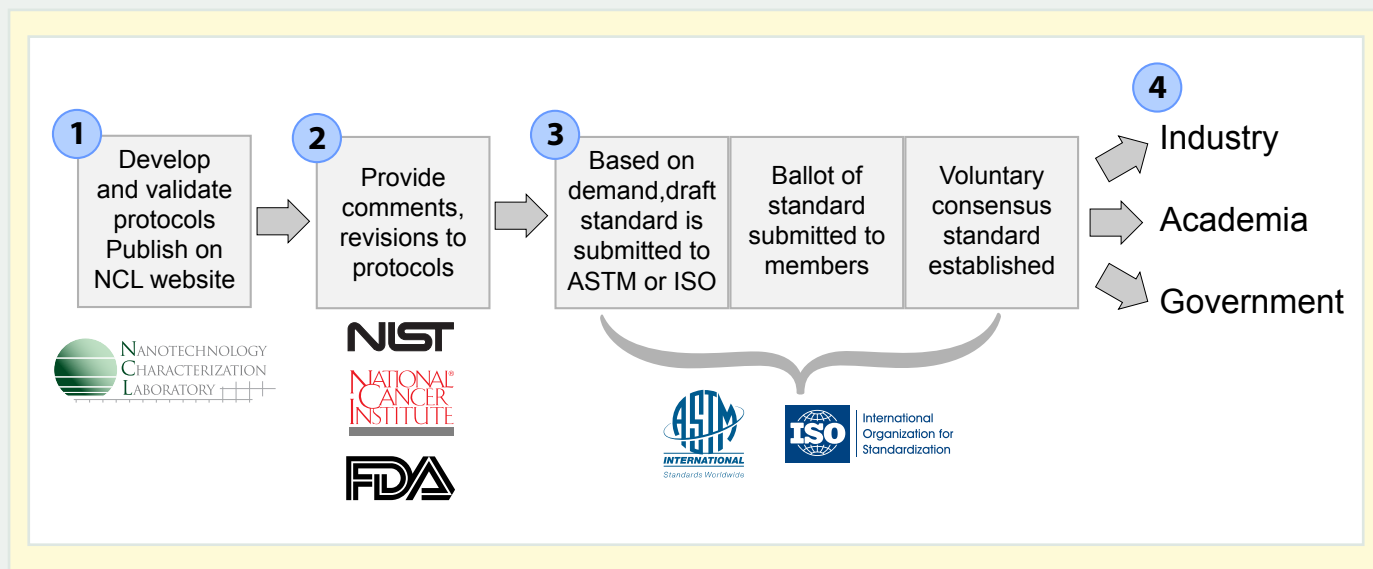 1
Develop
and validate
protocols
Publish on
NCL website
2
Provide
comments,
revisions to
protocols
3
Based on
demand,draft
standard is
submitted to
ASTM or ISO
Ballot of
standard
submitted to
members
Voluntary
consensus
standard
established
4
Industry
Academia
Government
NANOTECHNOLOGY
CHARACTERIZATION
LABORATORY
NIST
NATIONAL®
CANCER
INSTITUTE
FDA
ASTM
INTERNATIONAL
Standards Worldwide
ISO
International
Organization for
Standardization